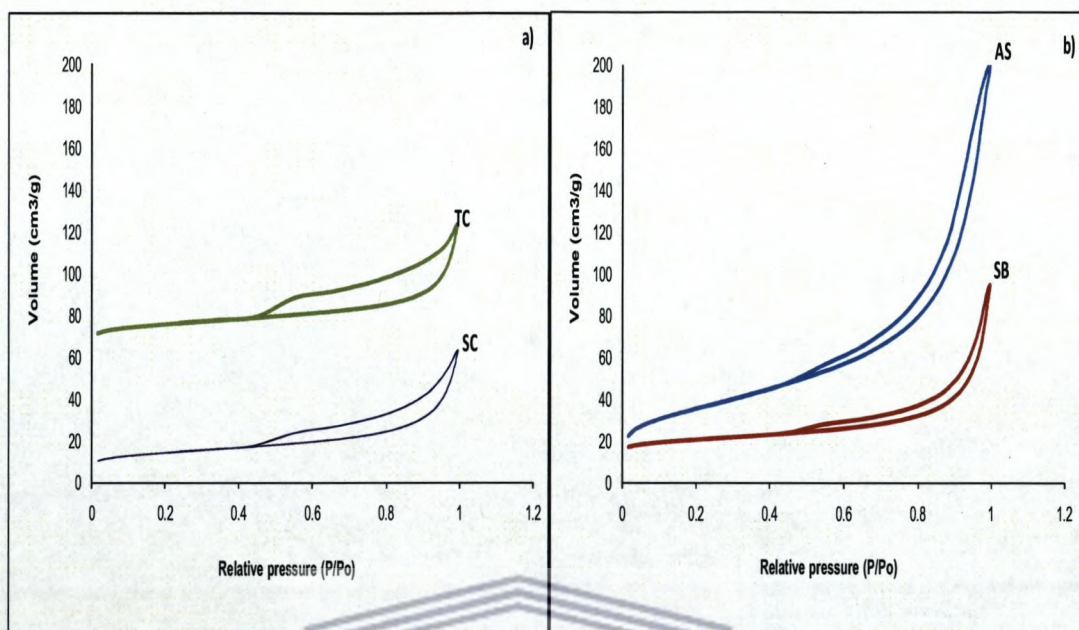 a)
200
180
160
140
120
100
80
60
40
20
0
Volume (cm3/g)
TC
SC
0 0.2 0.4 0.6 0.8 1 1.2
Relative pressure (P/Po)
b)
200
180
160
140
120
100
80
60
40
20
0
Volume (cm3/g)
AS
SB
0 0.2 0.4 0.6 0.8 1 1.2
Relative pressure (P/Po)